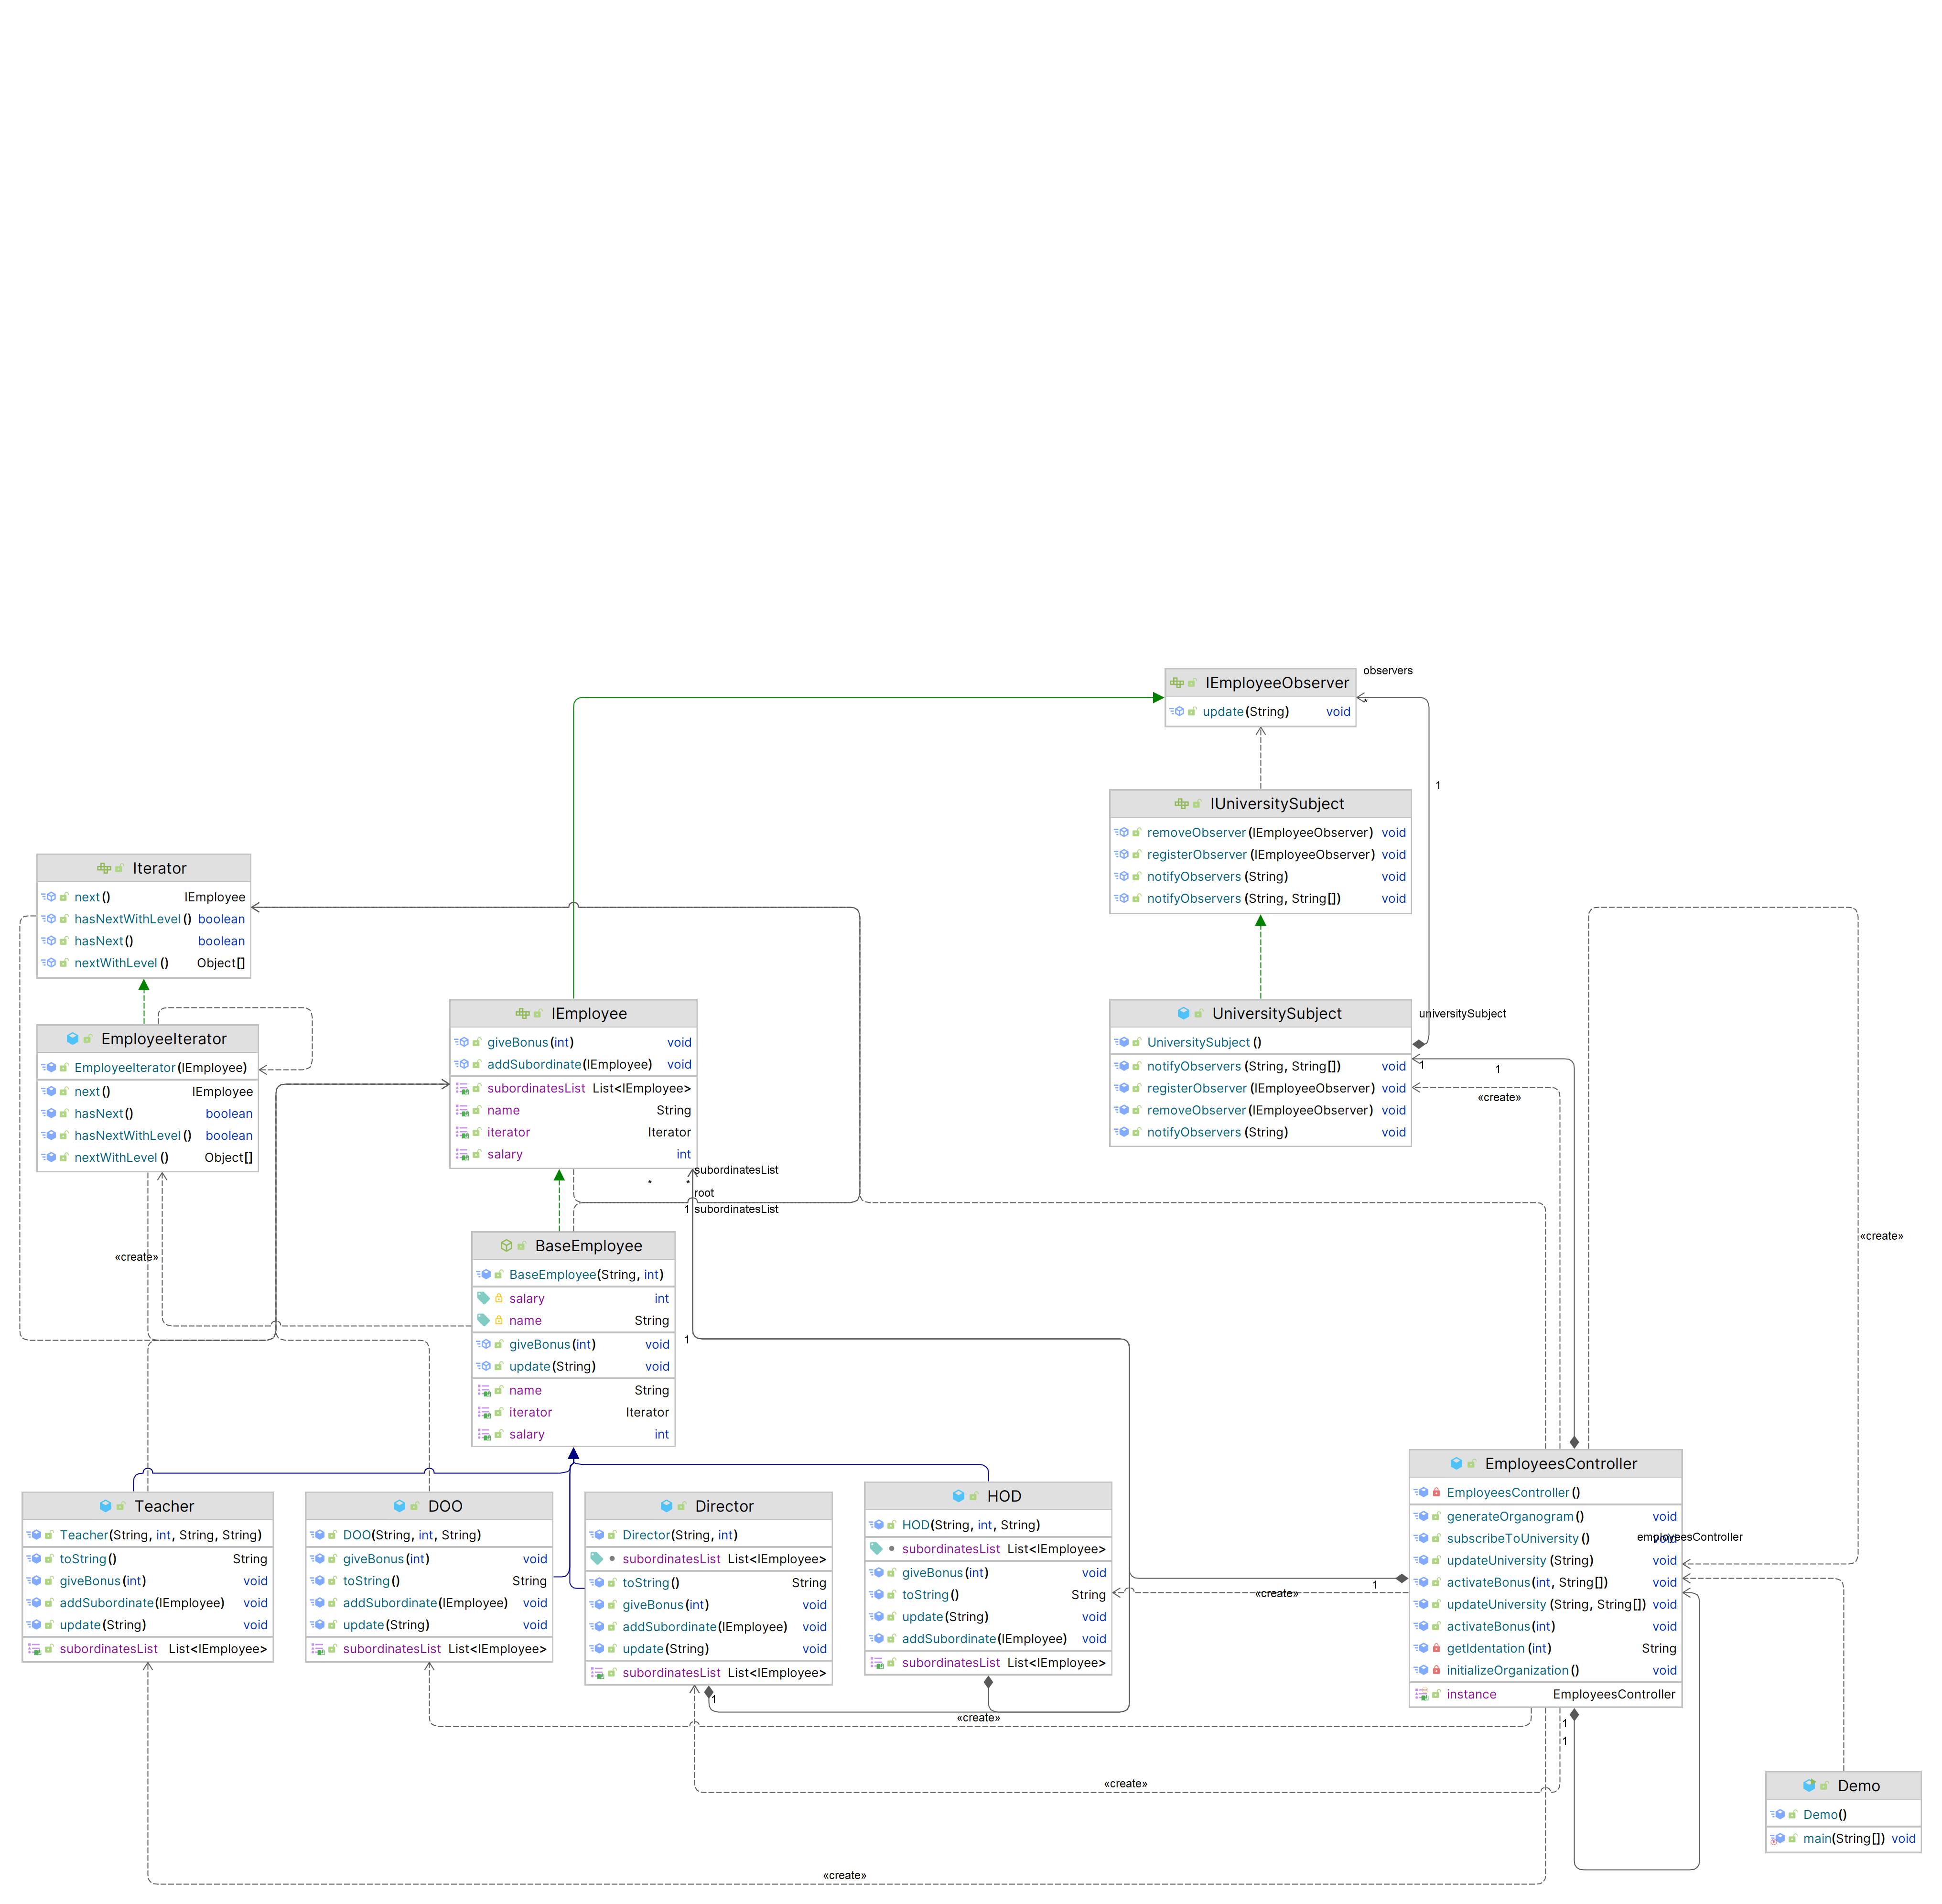 IEmployeeObserver
update(String) void
observers
*
1
IUniversitySubject
removeObserver(IEmployeeObserver) void
registerObserver(IEmployeeObserver) void
notifyObservers(String) void
notifyObservers(String, String[]) void
Iterator
next() IEmployee
hasNextWithLevel() boolean
hasNext() boolean
nextWithLevel() Object[]
EmployeeIterator
EmployeeIterator(IEmployee)
next() IEmployee
hasNext() boolean
hasNextWithLevel() boolean
nextWithLevel() Object[]
IEmployee
giveBonus(int) void
addSubordinate(IEmployee) void
subordinatesList List<IEmployee>
name String
iterator Iterator
salary int
UniversitySubject
UniversitySubject()
notifyObservers(String, String[]) void
registerObserver(IEmployeeObserver) void
removeObserver(IEmployeeObserver) void
notifyObservers(String) void
universitySubject
1
1
«create»
subordinatesList
* *
root
1 subordinatesList
«create»
«create»
BaseEmployee
BaseEmployee(String, int)
salary int
name String
giveBonus(int) void
update(String) void
name String
iterator Iterator
salary int
1
Teacher
Teacher(String, int, String, String)
toString() String
giveBonus(int) void
addSubordinate(IEmployee) void
update(String) void
subordinatesList List<IEmployee>
DOO
DOO(String, int, String)
giveBonus(int) void
toString() String
addSubordinate(IEmployee) void
update(String) void
subordinatesList List<IEmployee>
Director
Director(String, int)
subordinatesList List<IEmployee>
toString() String
giveBonus(int) void
addSubordinate(IEmployee) void
update(String) void
subordinatesList List<IEmployee>
HOD
HOD(String, int, String)
subordinatesList List<IEmployee>
giveBonus(int) void
toString() String
update(String) void
addSubordinate(IEmployee) void
subordinatesList List<IEmployee>
EmployeesController
EmployeesController()
generateOrganogram() void
subscribeToUniversity() void
employeesController
updateUniversity(String) void
activateBonus(int, String[]) void
updateUniversity(String, String[]) void
activateBonus(int) void
getIdentation(int) String
initializeOrganization() void
instance EmployeesController
1
«create»
1
«create»
1
1
«create»
Demo
Demo()
main(String[]) void
«create»